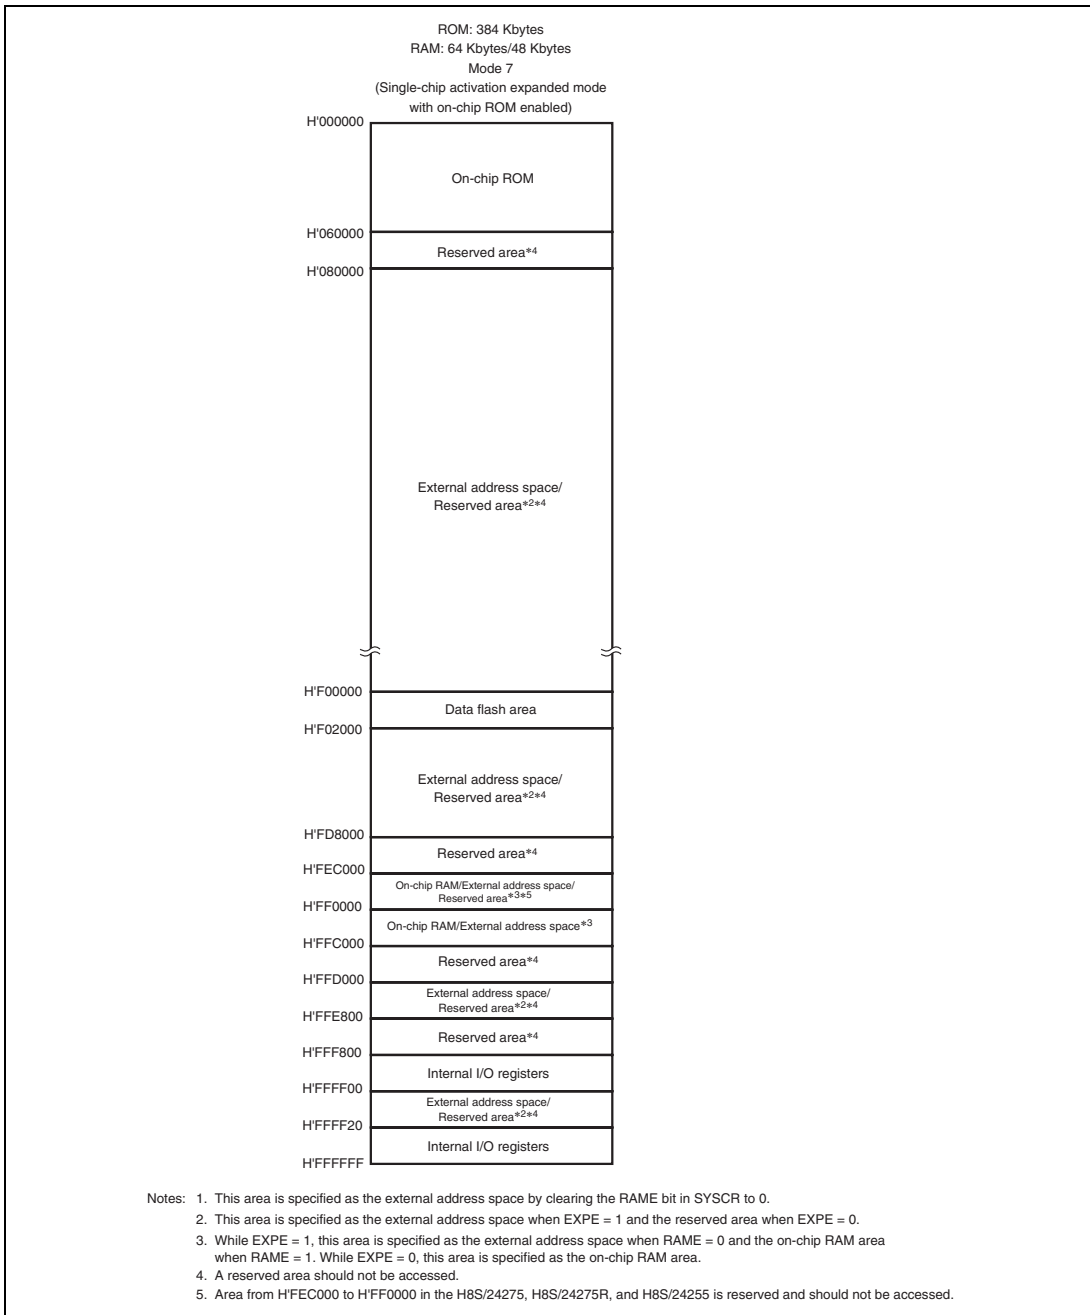 ROM: 384 Kbytes
RAM: 64 Kbytes/48 Kbytes
Mode 7
(Single-chip activation expanded mode
with on-chip ROM enabled)
H'000000
On-chip ROM
H'060000
Reserved area*4
H'080000
External address space/
Reserved area*2*4
H'F00000
Data flash area
H'F02000
External address space/
Reserved area*2*4
H'FD8000
Reserved area*4
H'FEC000
On-chip RAM/External address space/
Reserved area*3*5
H'FF0000
On-chip RAM/External address space*3
H'FFC000
Reserved area*4
H'FFD000
External address space/
Reserved area*2*4
H'FFE800
Reserved area*4
H'FFF800
Internal I/O registers
H'FFFF00
External address space/
Reserved area*2*4
H'FFFF20
Internal I/O registers
H'FFFFFF
Notes: 1. This area is specified as the external address space by clearing the RAME bit in SYSCR to 0.
2. This area is specified as the external address space when EXPE = 1 and the reserved area when EXPE = 0.
3. While EXPE = 1, this area is specified as the external address space when RAME = 0 and the on-chip RAM area
when RAME = 1. While EXPE = 0, this area is specified as the on-chip RAM area.
4. A reserved area should not be accessed.
5. Area from H'FEC000 to H'FF0000 in the H8S/24275, H8S/24275R, and H8S/24255 is reserved and should not be accessed.